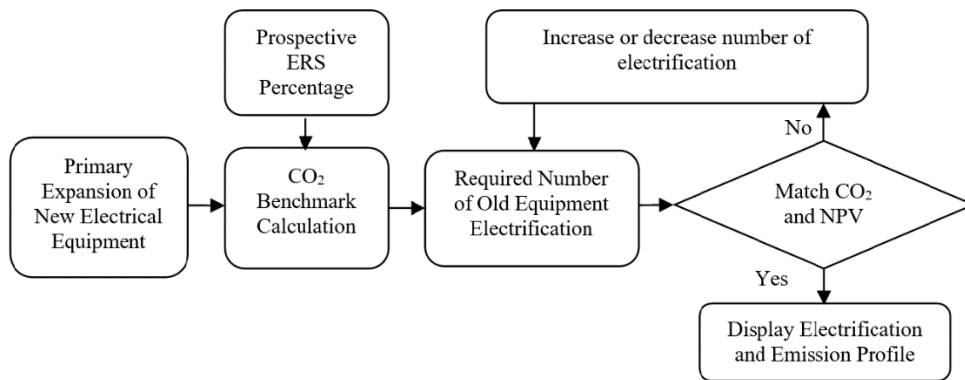 Prospective
ERS
Percentage
Increase or decrease number of
electrification
No
Primary
Expansion of
New Electrical
Equipment
CO₂
Benchmark
Calculation
Required Number
of Old Equipment
Electrification
Match CO₂
and NPV
Yes
Display Electrification
and Emission Profile